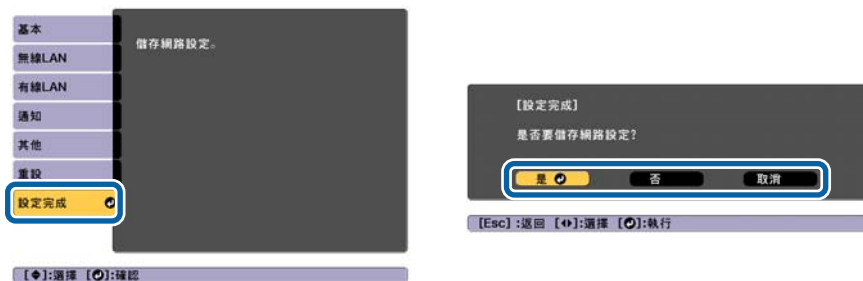 基本
無線LAN
有線LAN
通知
其他
重設
設定完成
儲存網路設定。
[◆]:選擇 [⏎]:確認
[設定完成]
是否要儲存網路設定?
是 ⏎ 否 取消
[Esc] :返回 [◀▶]:選擇 [⏎]:執行